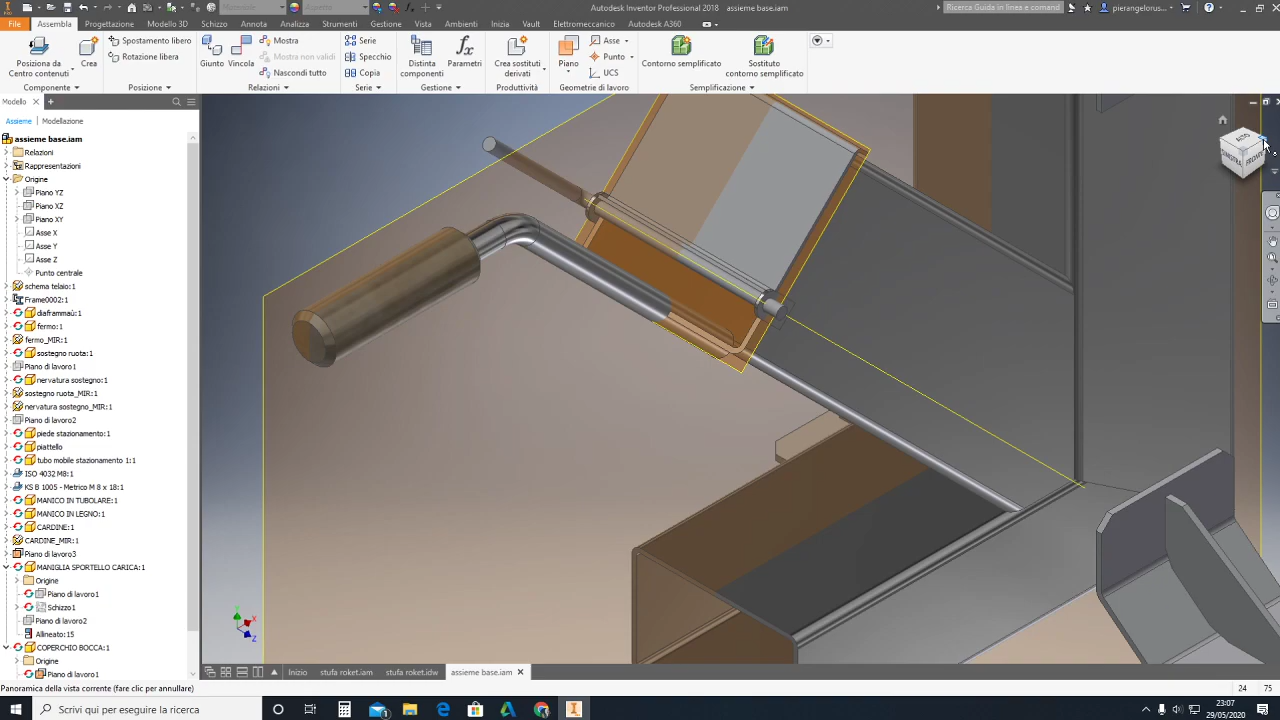 Autodesk Inventor Professional 2018   assieme base.iam
Ricerca Guida in linea e comand
pierangelorus...
File
Assembla
Progettazione
Modello 3D
Schizzo
Annota
Analizza
Strumenti
Gestione
Vista
Ambienti
Inizia
Vault
Elettromeccanico
Autodesk A360
Posiziona da
Centro contenuti
Crea
Spostamento libero
Rotazione libera
Giunto
Vincola
Mostra
Mostra non validi
Nascondi tutto
Serie
Specchio
Copia
Distinta
componenti
Parametri
Crea sostituti
derivati
Piano
Asse
Punto
UCS
Contorno semplificato
Sostituto
contorno semplificato
Componente
Posizione
Relazioni
Serie
Gestione
Produttività
Geometrie di lavoro
Semplificazione
Modello
Assieme
Modellazione
assieme base.iam
Relazioni
Rappresentazioni
Origine
Piano YZ
Piano XZ
Piano XY
Asse X
Asse Y
Asse Z
Punto centrale
schema telaio:1
Frame0002:1
diaframmaù:1
fermo:1
fermo_MIR:1
sostegno ruota:1
Piano di lavoro1
nervatura sostegno:1
sostegno ruota_MIR:1
nervatura sostegno_MIR:1
Piano di lavoro2
piede stazionamento:1
piattello
tubo mobile stazionamento 1:1
ISO 4032 M8:1
KS B 1005 - Metrico M 8 x 18:1
MANICO IN TUBOLARE:1
MANICO IN LEGNO:1
CARDINE:1
CARDINE_MIR:1
Piano di lavoro3
MANIGLIA SPORTELLO CARICA:1
Origine
Piano di lavoro1
Schizzo1
Piano di lavoro2
Allineato:15
COPERCHIO BOCCA:1
Origine
Piano di lavoro1
ALTO
SINISTRA
FRONTE
X
Z
Inizio
stufa roket.iam
stufa roket.idw
assieme base.iam
Panoramica della vista corrente (fare clic per annullare)
24
75
Scrivi qui per eseguire la ricerca
23:07
29/05/2020